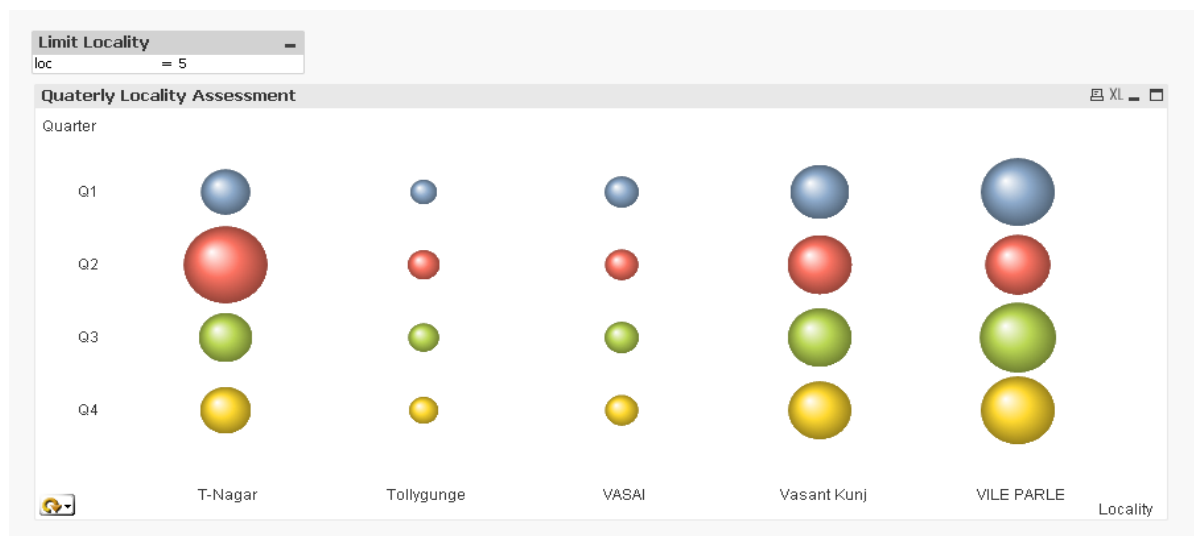 Limit Locality
loc = 5
Quaterly Locality Assessment XL
Quarter
Q1
Q2
Q3
Q4
T-Nagar Tollygunge VASAI Vasant Kunj VILE PARLE
Locality